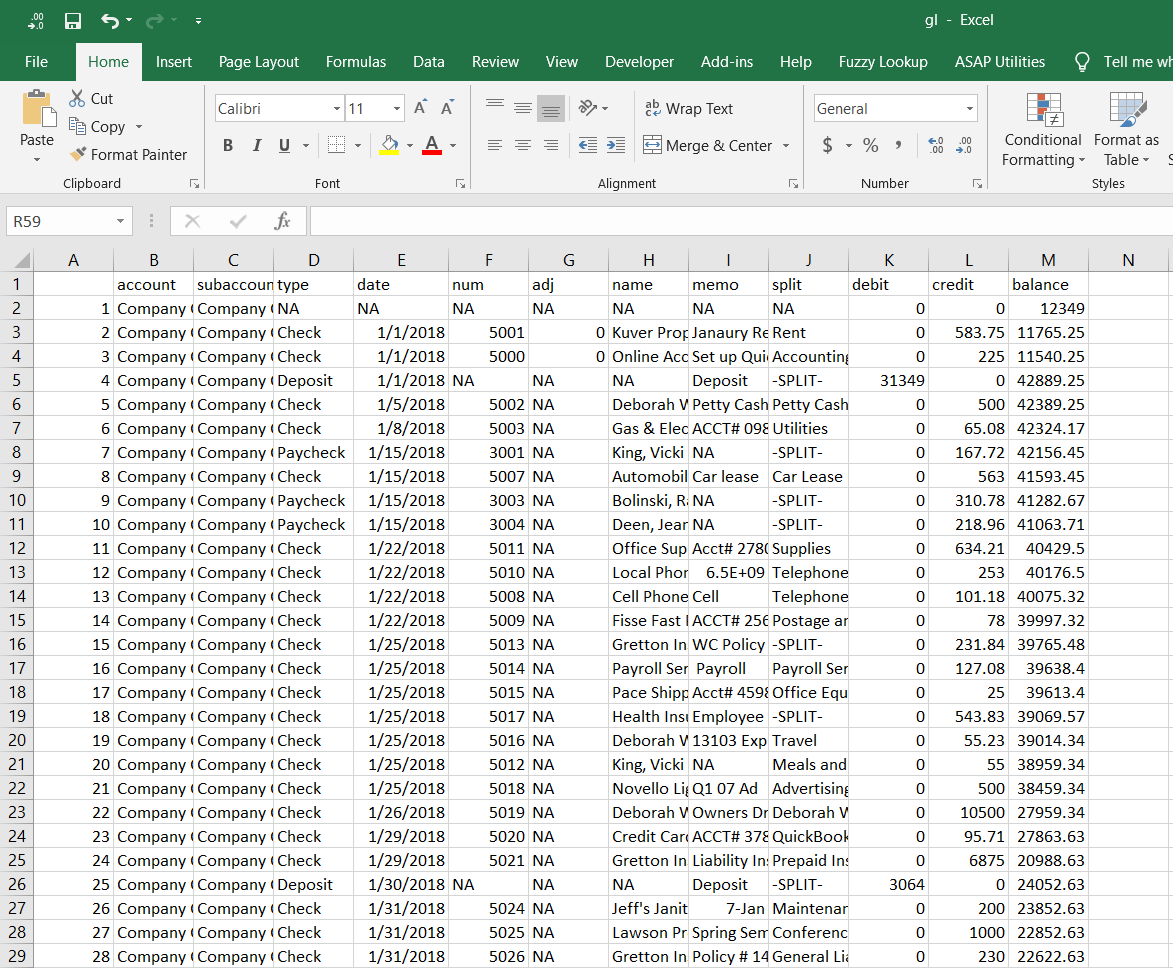 gl - Excel
File Home Insert Page Layout Formulas Data Review View Developer Add-ins Help Fuzzy Lookup ASAP Utilities Tell me wh
Cut
Copy
Format Painter
Paste
Clipboard
Calibri 11
B I U A
Font
Wrap Text
Merge & Center
Alignment
General
$ % ,
Number
Conditional Formatting
Format as Table
Styles
R59 fx
A B C D E F G H I J K L M N
1 account subaccoun type date num adj name memo split debit credit balance
2 1 Company ( Company ( NA NA NA NA NA NA NA 0 0 12349
3 2 Company ( Company ( Check 1/1/2018 5001 0 Kuver Prop Janaury Re Rent 0 583.75 11765.25
4 3 Company ( Company ( Check 1/1/2018 5000 0 Online Acc Set up Qui Accounting 0 225 11540.25
5 4 Company ( Company ( Deposit 1/1/2018 NA NA NA Deposit -SPLIT- 31349 0 42889.25
6 5 Company ( Company ( Check 1/5/2018 5002 NA Deborah W Petty Cash Petty Cash 0 500 42389.25
7 6 Company ( Company ( Check 1/8/2018 5003 NA Gas & Elec ACCT# 098 Utilities 0 65.08 42324.17
8 7 Company ( Company ( Paycheck 1/15/2018 3001 NA King, Vicki NA -SPLIT- 0 167.72 42156.45
9 8 Company ( Company ( Check 1/15/2018 5007 NA Automobil Car lease Car Lease 0 563 41593.45
10 9 Company ( Company ( Paycheck 1/15/2018 3003 NA Bolinski, Ra NA -SPLIT- 0 310.78 41282.67
11 10 Company ( Company ( Paycheck 1/15/2018 3004 NA Deen, Jear NA -SPLIT- 0 218.96 41063.71
12 11 Company ( Company ( Check 1/22/2018 5011 NA Office Sup Acct# 2780 Supplies 0 634.21 40429.5
13 12 Company ( Company ( Check 1/22/2018 5010 NA Local Phor 6.5E+09 Telephone 0 253 40176.5
14 13 Company ( Company ( Check 1/22/2018 5008 NA Cell Phone Cell Telephone 0 101.18 40075.32
15 14 Company ( Company ( Check 1/22/2018 5009 NA Fisse Fast ACCT# 256 Postage ar 0 78 39997.32
16 15 Company ( Company ( Check 1/25/2018 5013 NA Gretton In WC Policy -SPLIT- 0 231.84 39765.48
17 16 Company ( Company ( Check 1/25/2018 5014 NA Payroll Ser Payroll Payroll Ser 0 127.08 39638.4
18 17 Company ( Company ( Check 1/25/2018 5015 NA Pace Shipp Acct# 4598 Office Equ 0 25 39613.4
19 18 Company ( Company ( Check 1/25/2018 5017 NA Health Insu Employee -SPLIT- 0 543.83 39069.57
20 19 Company ( Company ( Check 1/25/2018 5016 NA Deborah W 13103 Exp Travel 0 55.23 39014.34
21 20 Company ( Company ( Check 1/25/2018 5012 NA King, Vicki NA Meals and 0 55 38959.34
22 21 Company ( Company ( Check 1/25/2018 5018 NA Novello Lig Q1 07 Ad Advertising 0 500 38459.34
23 22 Company ( Company ( Check 1/26/2018 5019 NA Deborah W Owners Dr Deborah W 0 10500 27959.34
24 23 Company ( Company ( Check 1/29/2018 5020 NA Credit Card ACCT# 378 QuickBook 0 95.71 27863.63
25 24 Company ( Company ( Check 1/29/2018 5021 NA Gretton In Liability Ins Prepaid Ins 0 6875 20988.63
26 25 Company ( Company ( Deposit 1/30/2018 NA NA NA Deposit -SPLIT- 3064 0 24052.63
27 26 Company ( Company ( Check 1/31/2018 5024 NA Jeff's Janit 7-Jan Maintenar 0 200 23852.63
28 27 Company ( Company ( Check 1/31/2018 5025 NA Lawson Pr Spring Sem Conferenc 0 1000 22852.63
29 28 Company ( Company ( Check 1/31/2018 5026 NA Gretton In Policy # 14 General Lia 0 230 22622.63